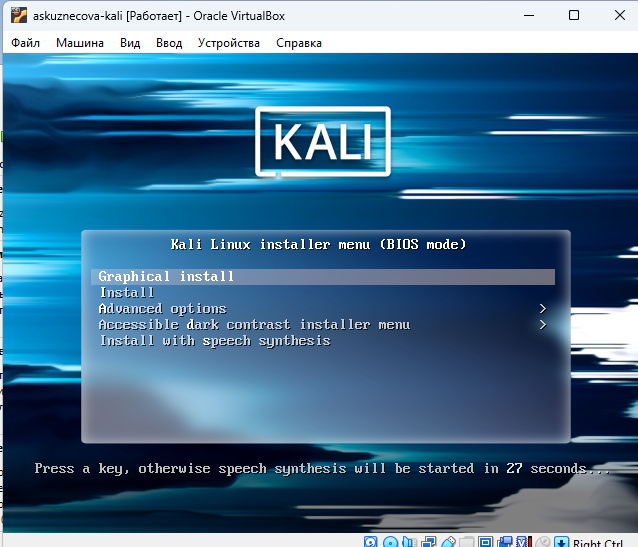 askuznecova-kali [Работает] - Oracle VirtualBox
Файл Машина Вид Ввод Устройства Справка
KALI
Kali Linux installer menu (BIOS mode)
Graphical install
Install
Advanced options >
Accessible dark contrast installer menu >
Install with speech synthesis
Press a key, otherwise speech synthesis will be started in 27 seconds...
Right Ctrl